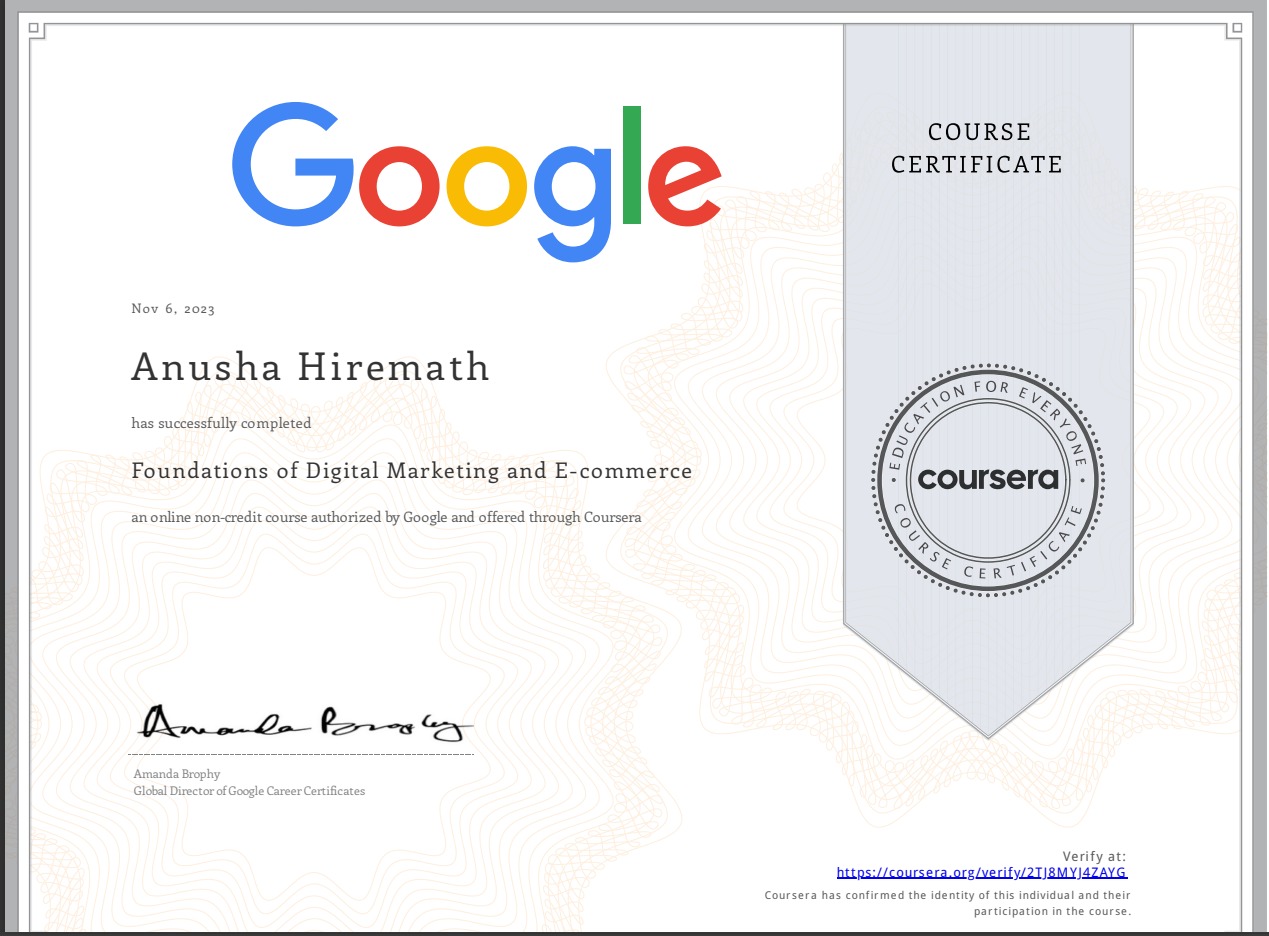 Google
COURSE
CERTIFICATE
Nov 6, 2023
Anusha Hiremath
has successfully completed
Foundations of Digital Marketing and E-commerce
an online non-credit course authorized by Google and offered through Coursera
EDUCATION FOR EVERYONE
coursera
COURSE CERTIFICATE
Amanda Brophy
Amanda Brophy
Global Director of Google Career Certificates
Verify at:
https://coursera.org/verify/2TJ8MYJ4ZAYG
Coursera has confirmed the identity of this individual and their
participation in the course.